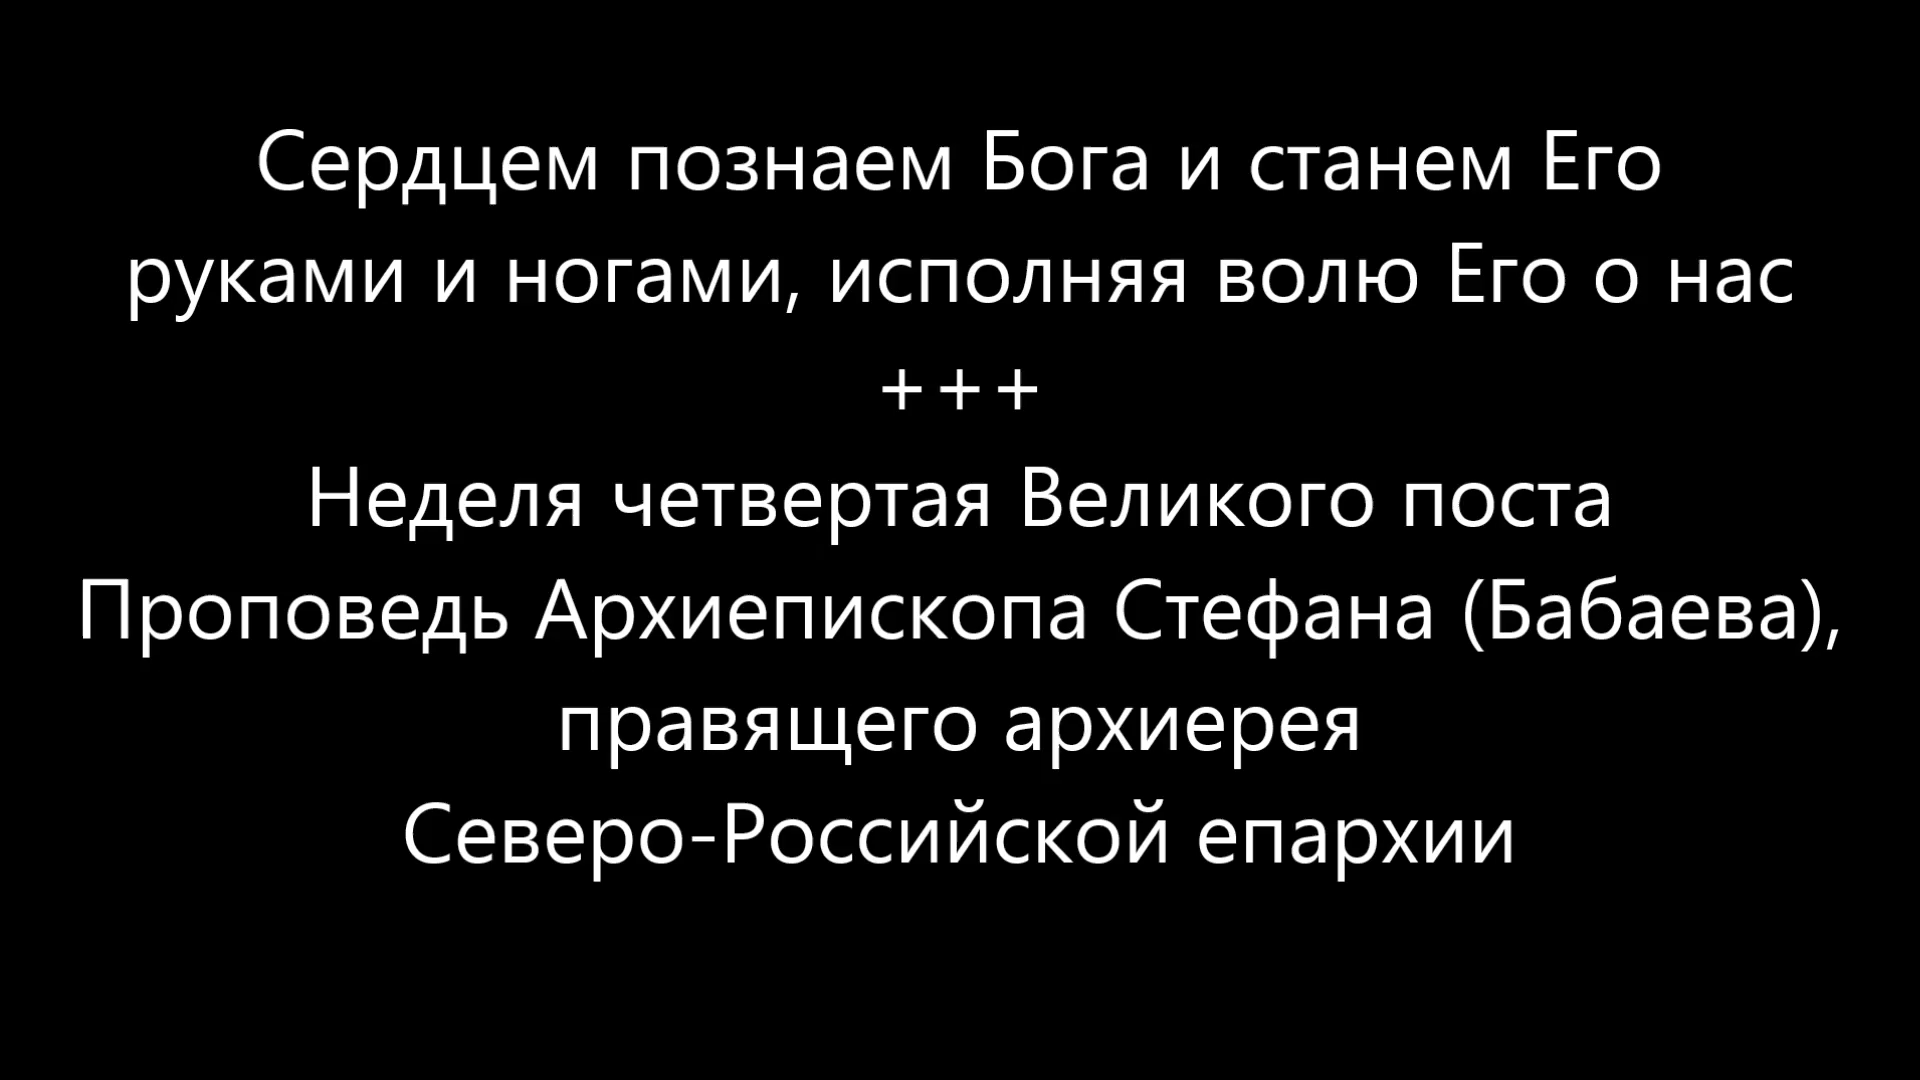 Сердцем познаем Бога и станем Его
руками и ногами, исполняя волю Его о нас
+++
Неделя четвертая Великого поста
Проповедь Архиепископа Стефана (Бабаева),
правящего архиерея
Северо-Российской епархии